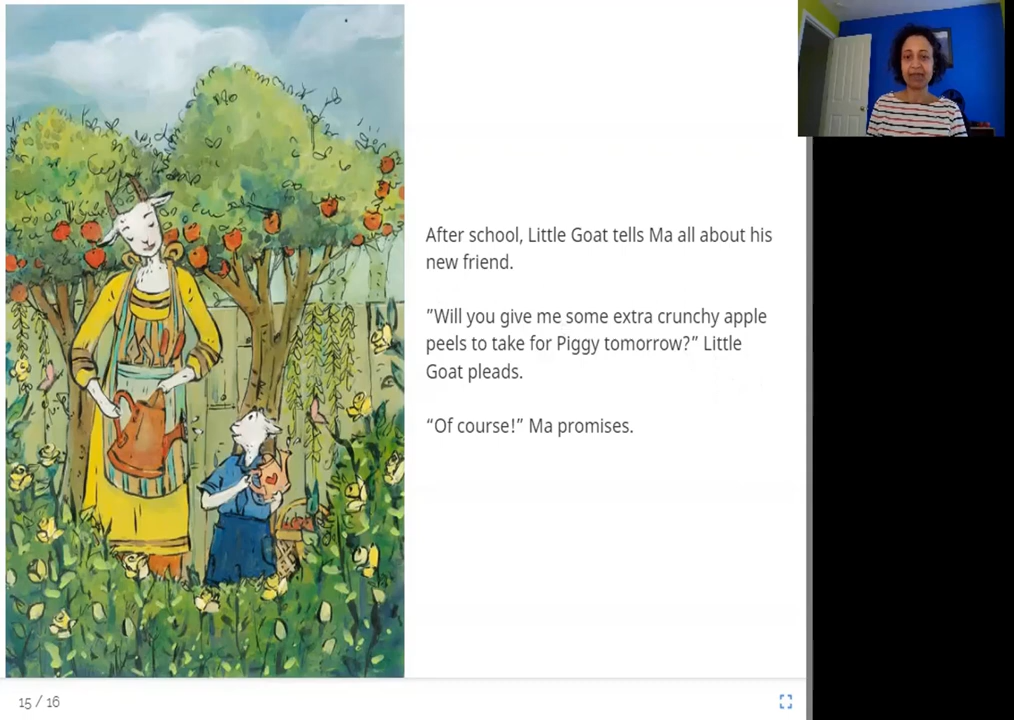 After school, Little Goat tells Ma all about his
new friend.
”Will you give me some extra crunchy apple
peels to take for Piggy tomorrow?” Little
Goat pleads.
“Of course!” Ma promises.
15 / 16